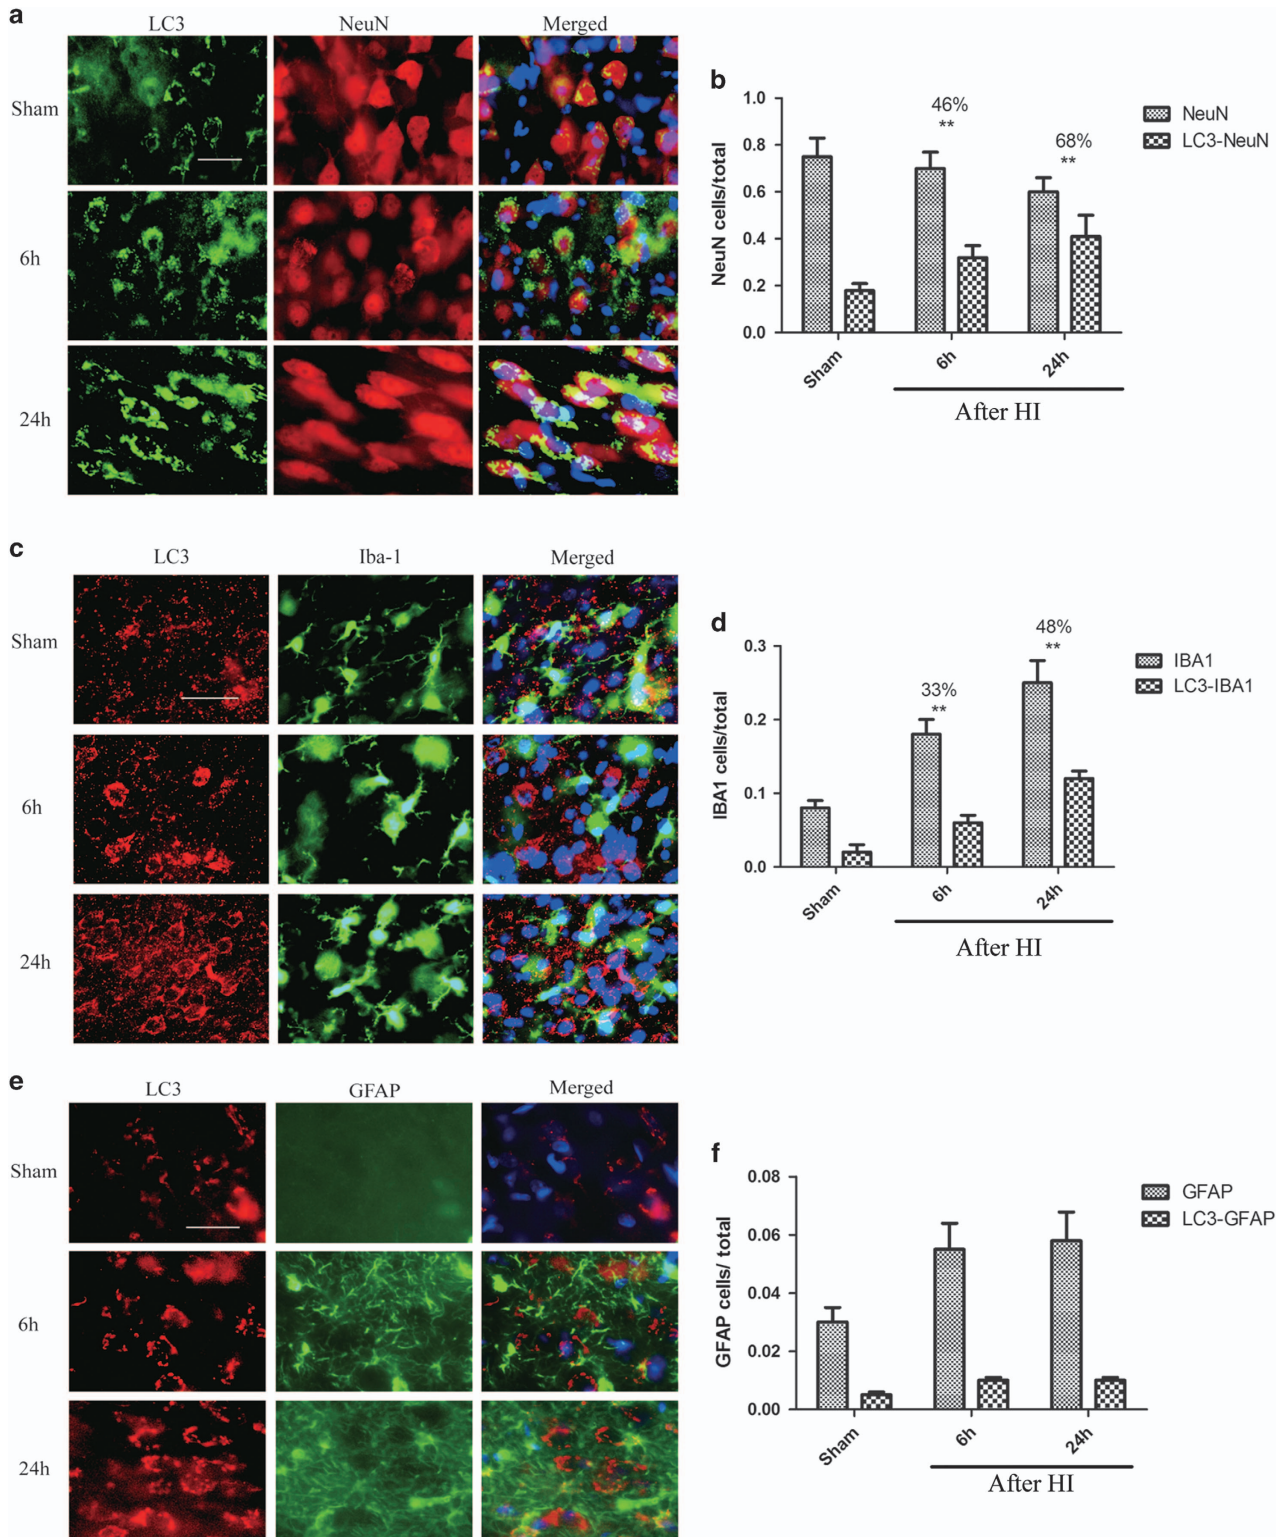 a
LC3 NeuN Merged
Sham
6h
24h
b
NeuN cells/total
1.0
0.8
0.6
0.4
0.2
0.0
46%
**
68%
**
NeuN
LC3-NeuN
Sham 6h 24h
After HI
c
LC3 Iba-1 Merged
Sham
6h
24h
d
IBA1 cells/total
0.3
0.2
0.1
0.0
33%
**
48%
**
IBA1
LC3-IBA1
Sham 6h 24h
After HI
e
LC3 GFAP Merged
Sham
6h
24h
f
GFAP cells/ total
0.08
0.06
0.04
0.02
0.00
GFAP
LC3-GFAP
Sham 6h 24h
After HI